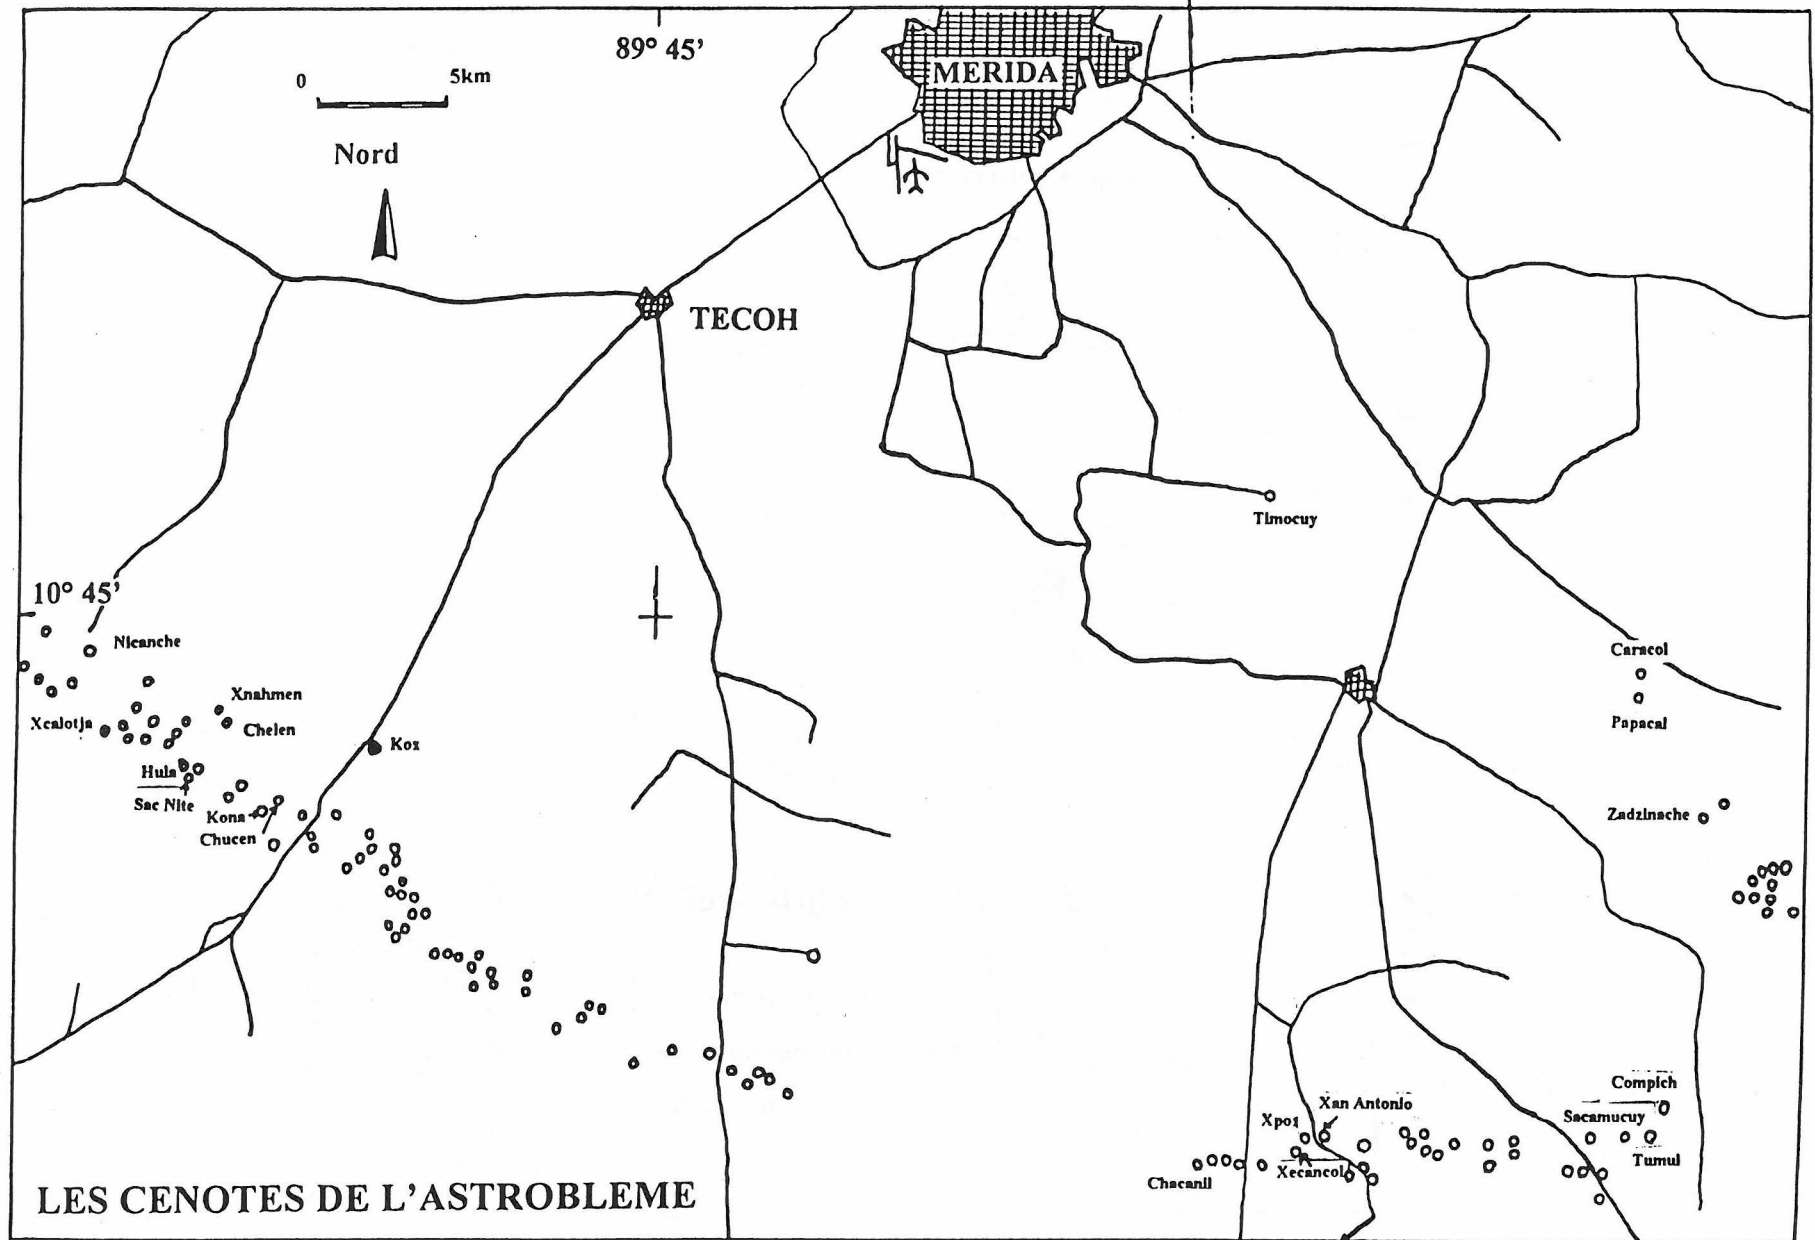 89° 45'
MERIDA
0 5km
Nord
TECOH
Timocuy
10° 45'
Nicanche
Caracol
Xnahmen
Papacal
Xcalotja
Chelen
Koz
Hula
Sac Nite
Kona
Zadzinache
Chucen
Compich
Xan Antonio
Sacamucuy
Xpoz
Tumul
Xecancol
Chacanil
LES CENOTES DE L'ASTROBLEME